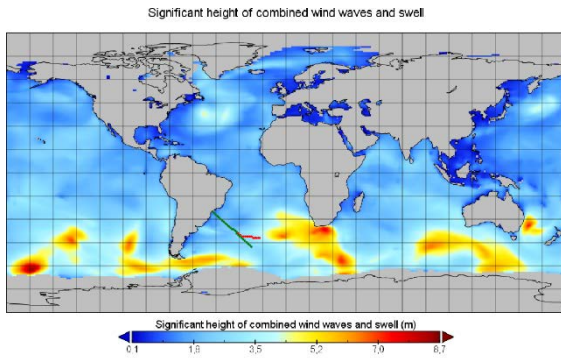 Significant height of combined wind waves and swell
Significant height of combined wind waves and swell (m)
0,1 1,8 3,5 5,2 7,0 8,7